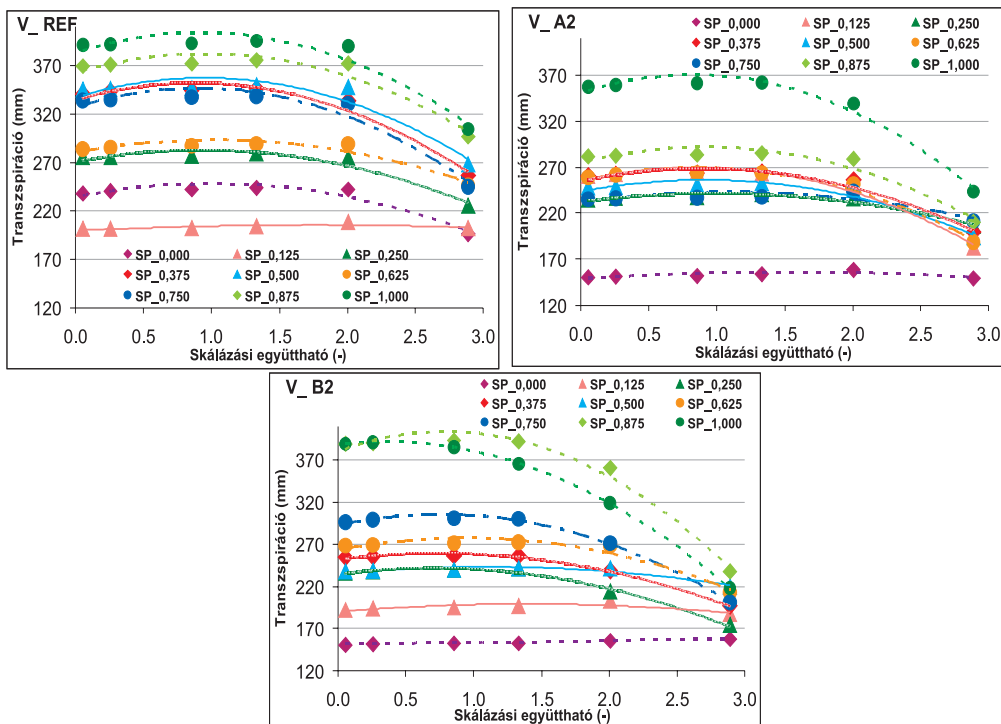 V_ REF
Transzspiráció (mm)
370
320
270
220
170
120
SP_0,000 SP_0,125 SP_0,250
SP_0,375 SP_0,500 SP_0,625
SP_0,750 SP_0,875 SP_1,000
0.0 0.5 1.0 1.5 2.0 2.5 3.0
Skálázási együttható (-)
V_ A2
SP_0,000 SP_0,125 SP_0,250
SP_0,375 SP_0,500 SP_0,625
SP_0,750 SP_0,875 SP_1,000
Transzspiráció (mm)
370
320
270
220
170
120
0.0 0.5 1.0 1.5 2.0 2.5 3.0
Skálázási együttható (-)
V_ B2
SP_0,000 SP_0,125 SP_0,250
SP_0,375 SP_0,500 SP_0,625
SP_0,750 SP_0,875 SP_1,000
Transzspiráció (mm)
370
320
270
220
170
120
0.0 0.5 1.0 1.5 2.0 2.5 3.0
Skálázási együttható (-)